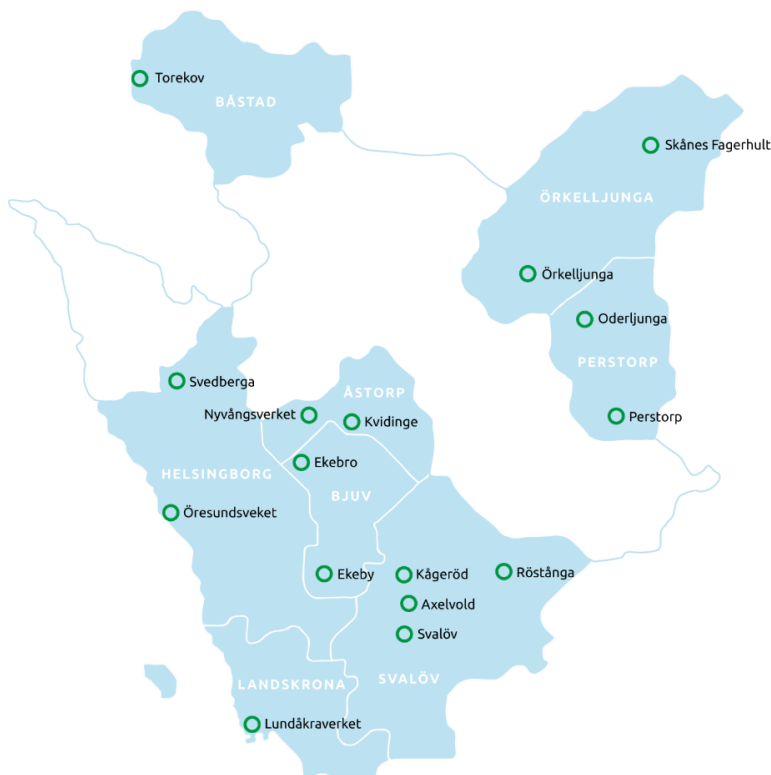 Torekov
BÅSTAD
Skånes Fagerhult
ÖRKELLJUNGA
Örkelljunga
Oderljunga
PERSTORP
Svedberga
ÅSTORP
Nyvångsverket
Kvidinge
Perstorp
Ekebro
HELSINGBORG
BJUV
Öresundsveket
Ekeby
Kågeröd
Röstånga
Axelvold
Svalöv
LANDSKRONA
SVALÖV
Lundåkraverket